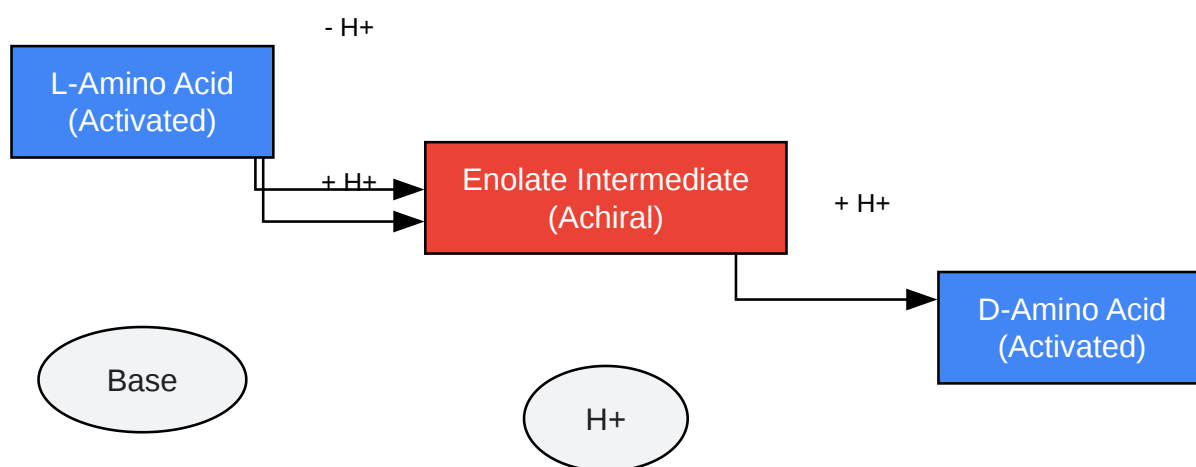 - H+
L-Amino Acid
(Activated)
+ H+
Enolate Intermediate
(Achiral)
+ H+
D-Amino Acid
(Activated)
Base
H+